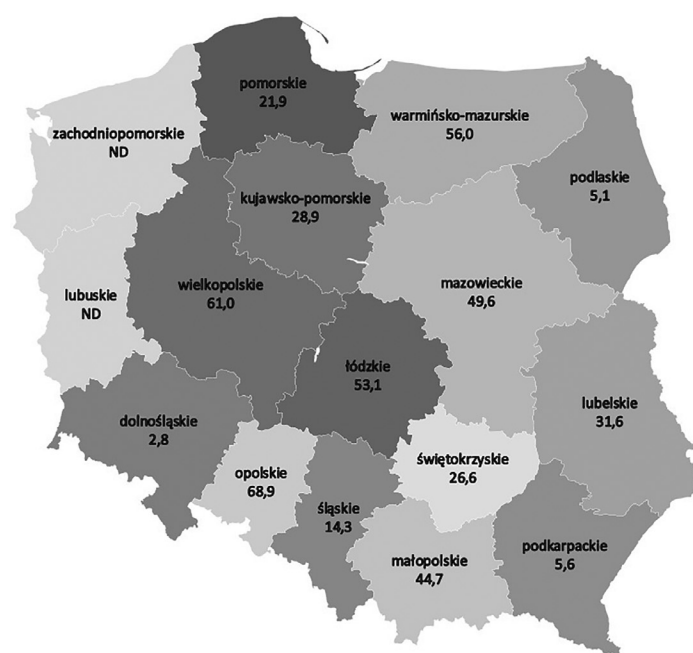 pomorskie
21,9
warmińsko-mazurskie
56,0
zachodniopomorskie
ND
podlaskie
5,1
kujawsko-pomorskie
28,9
wielkopolskie
61,0
mazowieckie
49,6
lubuskie
ND
łódzkie
53,1
lubelskie
31,6
dolnośląskie
2,8
świętokrzyskie
26,6
opolskie
68,9
śląskie
14,3
podkarpackie
5,6
małopolskie
44,7